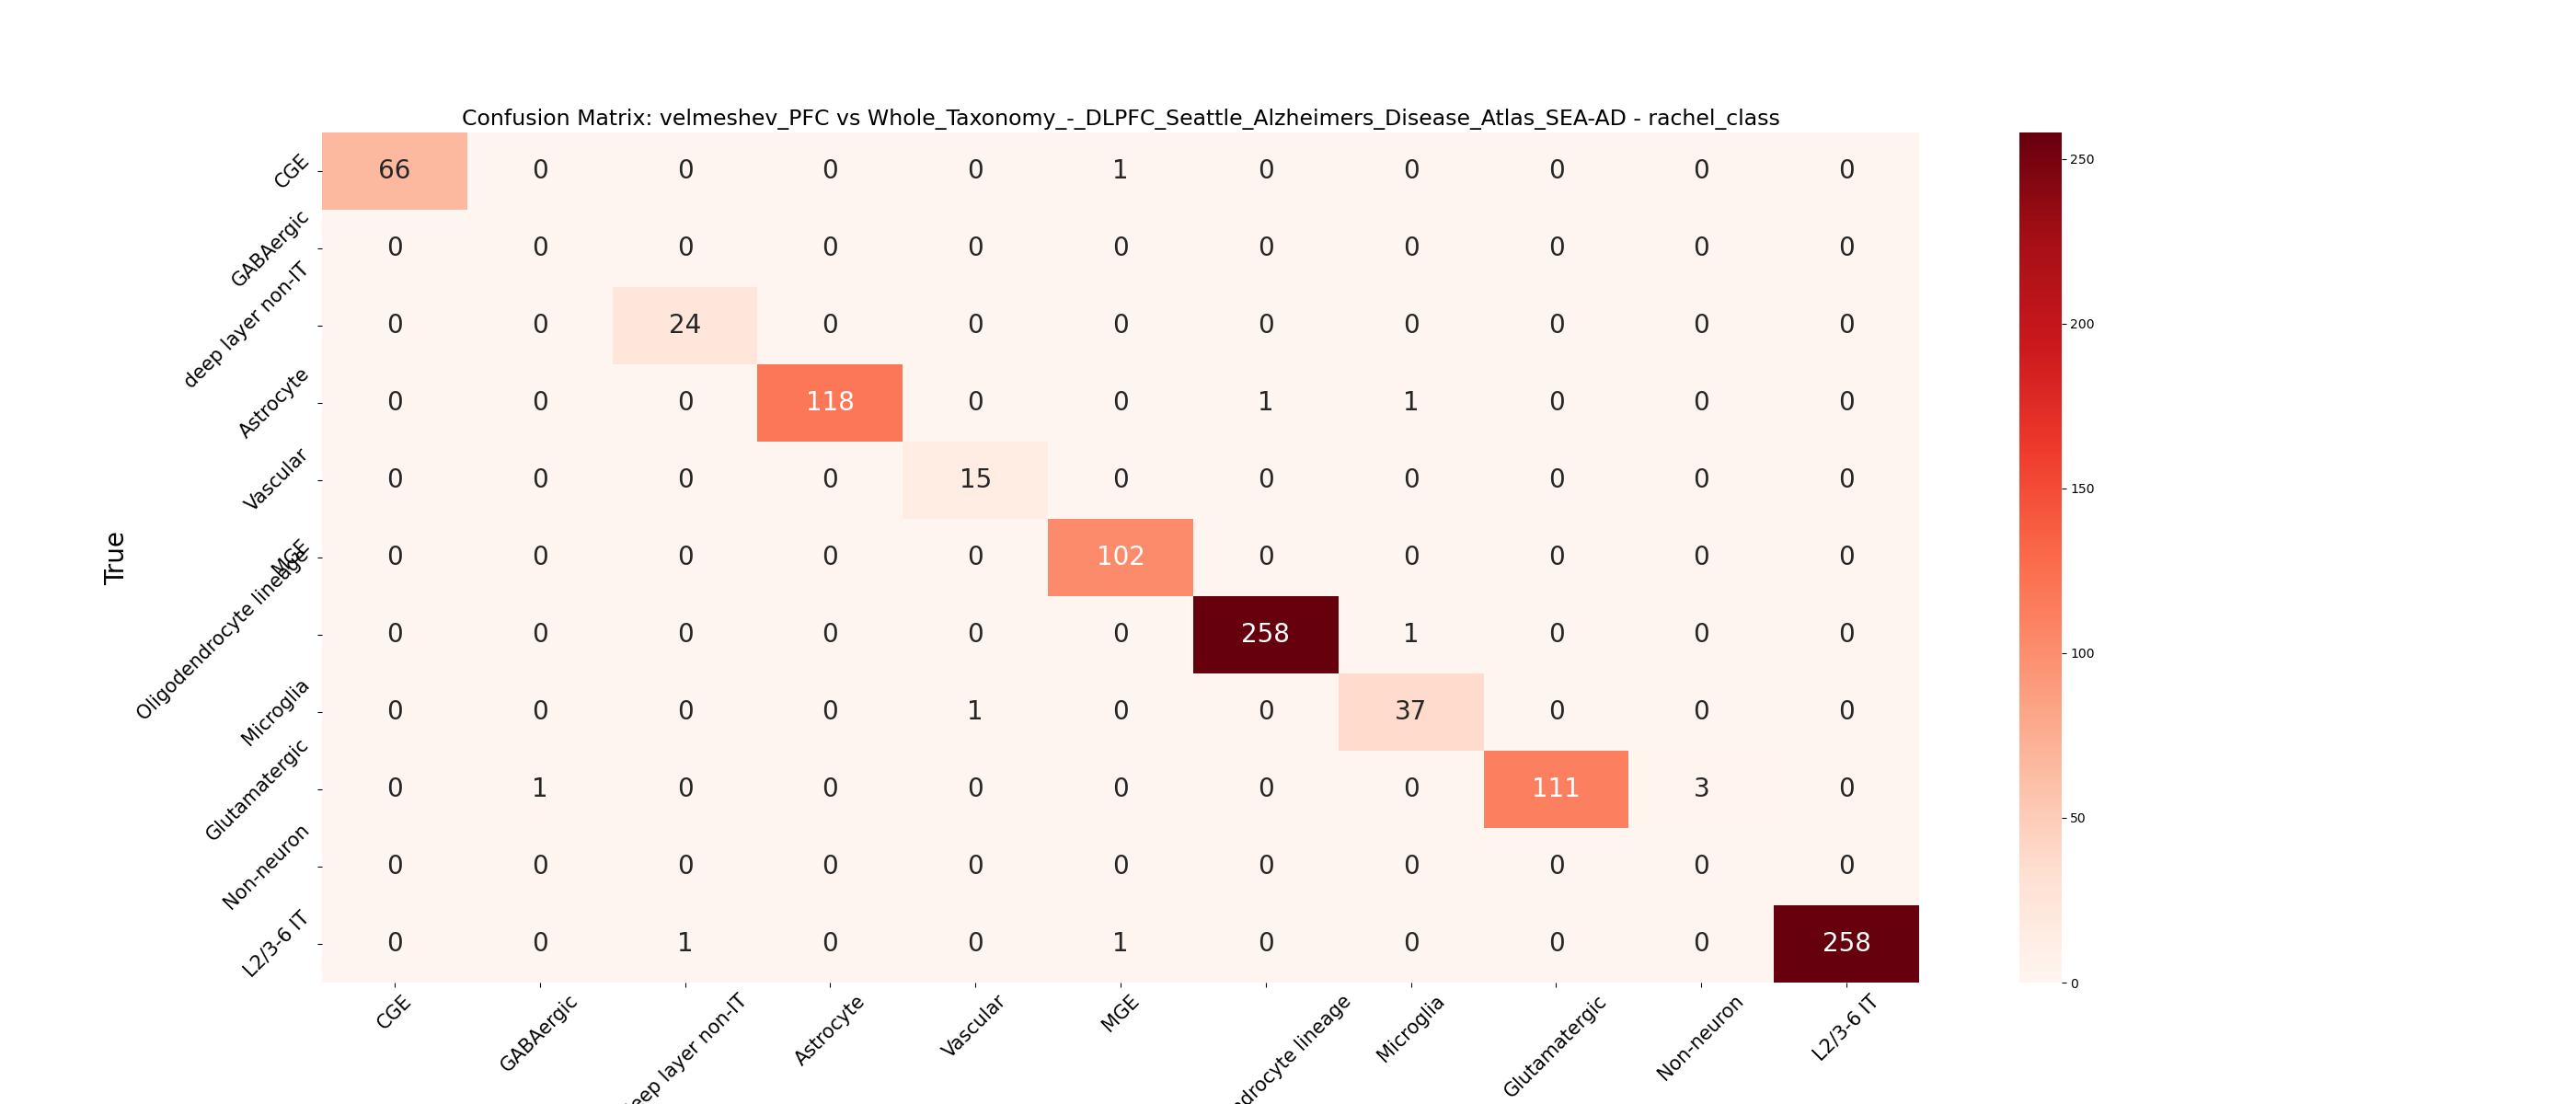 Confusion Matrix: velmeshev_PFC vs Whole_Taxonomy_-_DLPFC_Seattle_Alzheimers_Disease_Atlas_SEA-AD - rachel_class
CGE 66 0 0 0 0 1 0 0 0 0 0
GABAergic 0 0 0 0 0 0 0 0 0 0 0
deep layer non-IT 0 0 24 0 0 0 0 0 0 0 0
Astrocyte 0 0 0 118 0 0 1 1 0 0 0
Vascular 0 0 0 0 15 0 0 0 0 0 0
MGE 0 0 0 0 0 102 0 0 0 0 0
Oligodendrocyte lineage 0 0 0 0 0 0 258 1 0 0 0
Microglia 0 0 0 0 1 0 0 37 0 0 0
Glutamatergic 0 1 0 0 0 0 0 0 111 3 0
Non-neuron 0 0 0 0 0 0 0 0 0 0 0
L2/3-6 IT 0 0 1 0 0 1 0 0 0 0 258
True
CGE
GABAergic
eep layer non-IT
Astrocyte
Vascular
MGE
ndrocyte lineage
Microglia
Glutamatergic
Non-neuron
L2/3-6 IT
250
200
150
100
50
0